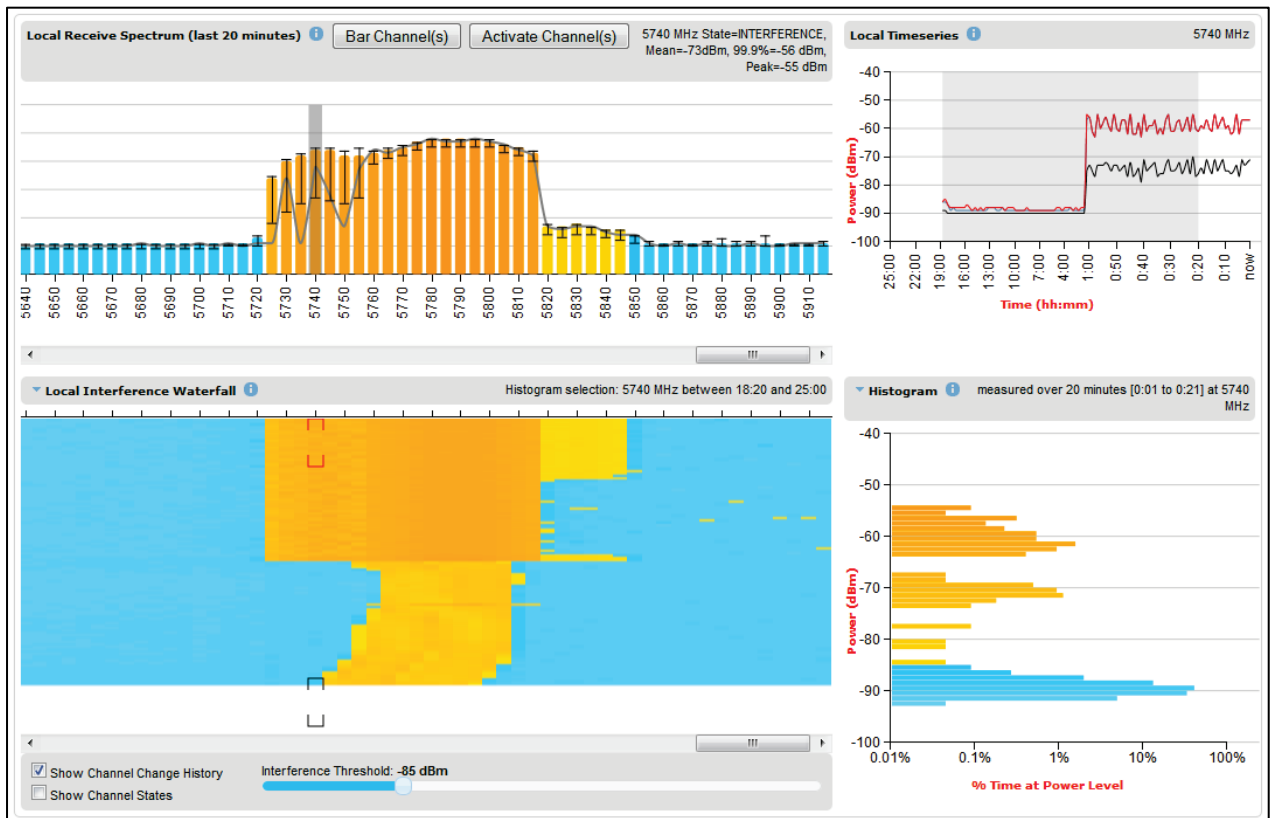 Local Receive Spectrum (last 20 minutes) i Bar Channel(s) Activate Channel(s) 5740 MHz State=INTERFERENCE,
Mean=-73dBm, 99.9%=-56 dBm,
Peak=-55 dBm
5640 5650 5660 5670 5680 5690 5700 5710 5720 5730 5740 5750 5760 5770 5780 5790 5800 5810 5820 5830 5840 5850 5860 5870 5880 5890 5900 5910
Local Timeseries i 5740 MHz
-40
-50
-60
-70
-80
-90
-100
Power (dBm)
25:00 22:00 19:00 16:00 13:00 10:00 7:00 4:00 1:00 0:50 0:40 0:30 0:20 0:10 now
Time (hh:mm)
Local Interference Waterfall i Histogram selection: 5740 MHz between 18:20 and 25:00
Show Channel Change History
Show Channel States
Interference Threshold: -85 dBm
Histogram i measured over 20 minutes [0:01 to 0:21] at 5740
MHz
-40
-50
-60
-70
-80
-90
-100
Power (dBm)
0.01% 0.1% 1% 10% 100%
% Time at Power Level